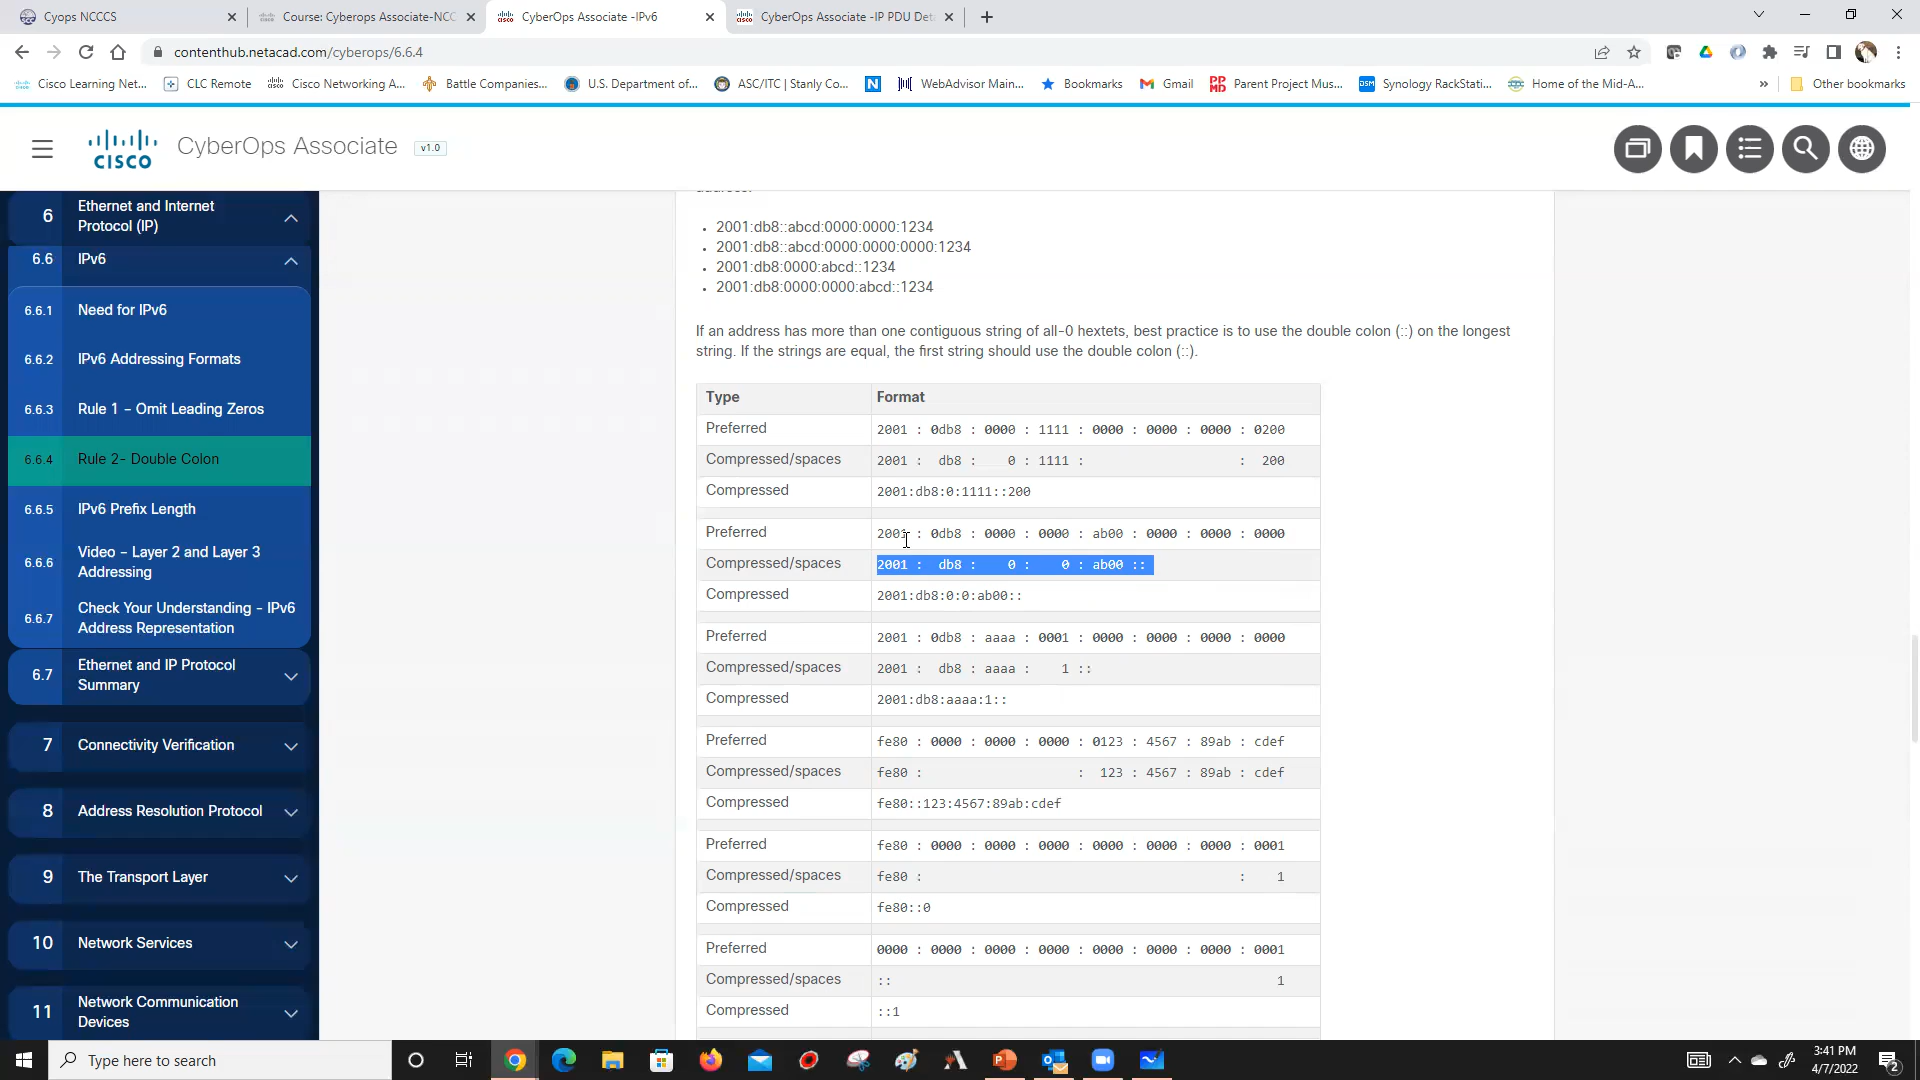 Cyops NCCCS
Course: Cyberops Associate-NCC
CyberOps Associate -IPv6
CyberOps Associate -IP PDU Deta
contenthub.netacad.com/cyberops/6.6.4
Cisco Learning Net...
CLC Remote
Cisco Networking A...
Battle Companies...
U.S. Department of...
ASC/ITC | Stanly Co...
WebAdvisor Main...
Bookmarks
Gmail
Parent Project Mus...
Synology RackStati...
Home of the Mid-A...
»
Other bookmarks
CISCO
CyberOps Associate
v1.0
6 Ethernet and Internet
Protocol (IP)
6.6 IPv6
6.6.1 Need for IPv6
6.6.2 IPv6 Addressing Formats
6.6.3 Rule 1 – Omit Leading Zeros
6.6.4 Rule 2- Double Colon
6.6.5 IPv6 Prefix Length
6.6.6 Video – Layer 2 and Layer 3
Addressing
6.6.7 Check Your Understanding – IPv6
Address Representation
6.7 Ethernet and IP Protocol
Summary
7 Connectivity Verification
8 Address Resolution Protocol
9 The Transport Layer
10 Network Services
11 Network Communication
Devices
• 2001:db8::abcd:0000:0000:1234
• 2001:db8::abcd:0000:0000:0000:1234
• 2001:db8:0000:abcd::1234
• 2001:db8:0000:0000:abcd::1234
If an address has more than one contiguous string of all-0 hextets, best practice is to use the double colon (::) on the longest
string. If the strings are equal, the first string should use the double colon (::).
Type Format
Preferred 2001 : 0db8 : 0000 : 1111 : 0000 : 0000 : 0000 : 0200
Compressed/spaces 2001 : db8 : 0 : 1111 : : 200
Compressed 2001:db8:0:1111::200
Preferred 2001 : 0db8 : 0000 : 0000 : ab00 : 0000 : 0000 : 0000
Compressed/spaces 2001 : db8 : 0 : 0 : ab00 ::
Compressed 2001:db8:0:0:ab00::
Preferred 2001 : 0db8 : aaaa : 0001 : 0000 : 0000 : 0000 : 0000
Compressed/spaces 2001 : db8 : aaaa : 1 ::
Compressed 2001:db8:aaaa:1::
Preferred fe80 : 0000 : 0000 : 0000 : 0123 : 4567 : 89ab : cdef
Compressed/spaces fe80 : : 123 : 4567 : 89ab : cdef
Compressed fe80::123:4567:89ab:cdef
Preferred fe80 : 0000 : 0000 : 0000 : 0000 : 0000 : 0000 : 0001
Compressed/spaces fe80 : : 1
Compressed fe80::0
Preferred 0000 : 0000 : 0000 : 0000 : 0000 : 0000 : 0000 : 0001
Compressed/spaces :: 1
Compressed ::1
Type here to search
3:41 PM
4/7/2022
2